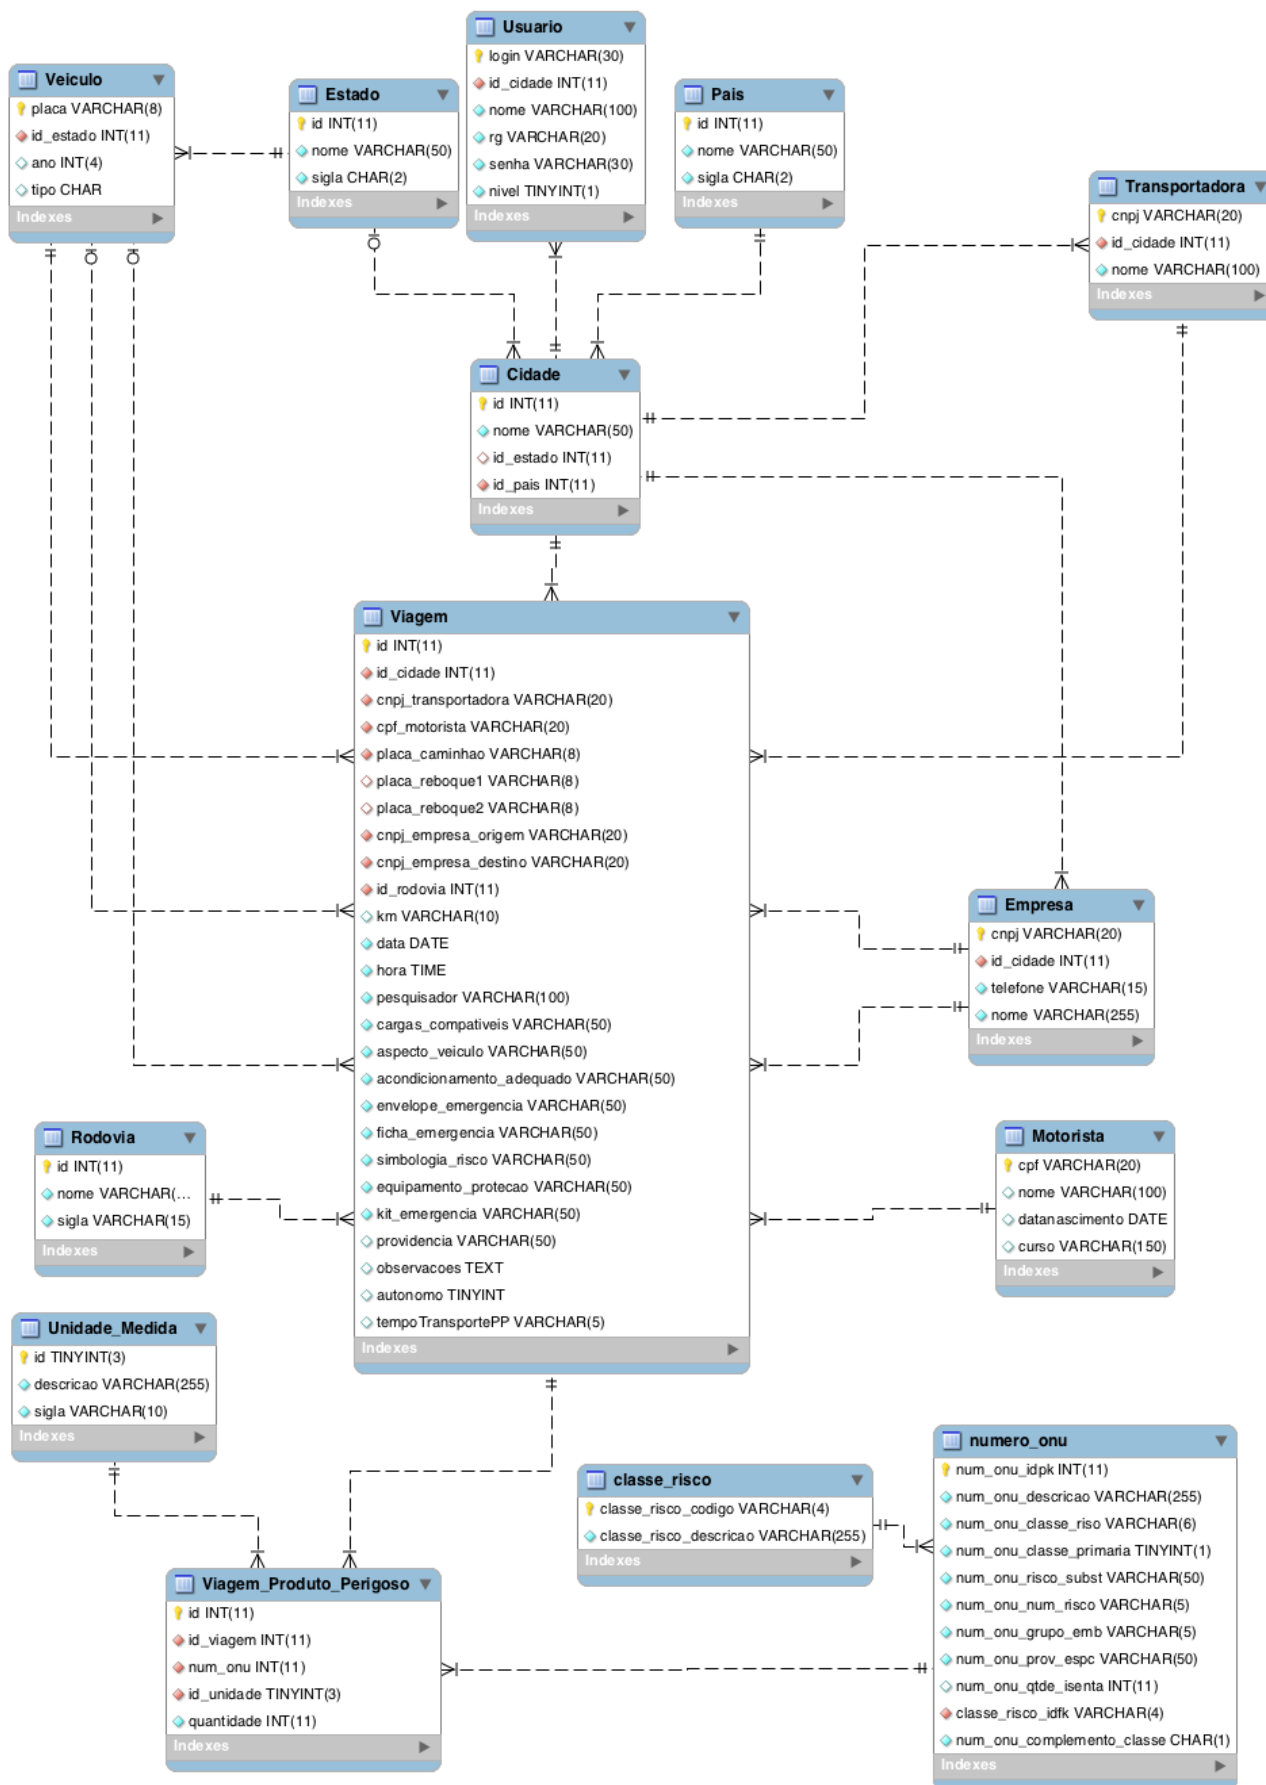 Usuario
login VARCHAR(30)
id_cidade INT(11)
nome VARCHAR(100)
rg VARCHAR(20)
senha VARCHAR(30)
nivel TINYINT(1)
Indexes
Veiculo
placa VARCHAR(8)
id_estado INT(11)
ano INT(4)
tipo CHAR
Indexes
Estado
id INT(11)
nome VARCHAR(50)
sigla CHAR(2)
Indexes
Pais
id INT(11)
nome VARCHAR(50)
sigla CHAR(2)
Indexes
Transportadora
cnpj VARCHAR(20)
id_cidade INT(11)
nome VARCHAR(100)
Indexes
Cidade
id INT(11)
nome VARCHAR(50)
id_estado INT(11)
id_pais INT(11)
Indexes
Viagem
id INT(11)
id_cidade INT(11)
cnpj_transportadora VARCHAR(20)
cpf_motorista VARCHAR(20)
placa_caminhao VARCHAR(8)
placa_reboque1 VARCHAR(8)
placa_reboque2 VARCHAR(8)
cnpj_empresa_origem VARCHAR(20)
cnpj_empresa_destino VARCHAR(20)
id_rodovia INT(11)
km VARCHAR(10)
data DATE
hora TIME
pesquisador VARCHAR(100)
cargas_compativeis VARCHAR(50)
aspecto_veiculo VARCHAR(50)
acondicionamento_adequado VARCHAR(50)
envelope_emergencia VARCHAR(50)
ficha_emergencia VARCHAR(50)
simbologia_risco VARCHAR(50)
equipamento_protecao VARCHAR(50)
kit_emergencia VARCHAR(50)
providencia VARCHAR(50)
observacoes TEXT
autonomo TINYINT
tempoTransportePP VARCHAR(5)
Indexes
Empresa
cnpj VARCHAR(20)
id_cidade INT(11)
telefone VARCHAR(15)
nome VARCHAR(255)
Indexes
Rodovia
id INT(11)
nome VARCHAR(...
sigla VARCHAR(15)
Indexes
Motorista
cpf VARCHAR(20)
nome VARCHAR(100)
datanascimento DATE
curso VARCHAR(150)
Indexes
Unidade_Medida
id TINYINT(3)
descricao VARCHAR(255)
sigla VARCHAR(10)
Indexes
numero_onu
num_onu_idpk INT(11)
num_onu_descricao VARCHAR(255)
num_onu_classe_riso VARCHAR(6)
num_onu_classe_primaria TINYINT(1)
num_onu_risco_subst VARCHAR(50)
num_onu_num_risco VARCHAR(5)
num_onu_grupo_emb VARCHAR(5)
num_onu_prov_espc VARCHAR(50)
num_onu_qtde_isenta INT(11)
classe_risco_idfk VARCHAR(4)
num_onu_complemento_classe CHAR(1)
Indexes
classe_risco
classe_risco_codigo VARCHAR(4)
classe_risco_descricao VARCHAR(255)
Indexes
Viagem_Produto_Perigoso
id INT(11)
id_viagem INT(11)
num_onu INT(11)
id_unidade TINYINT(3)
quantidade INT(11)
Indexes